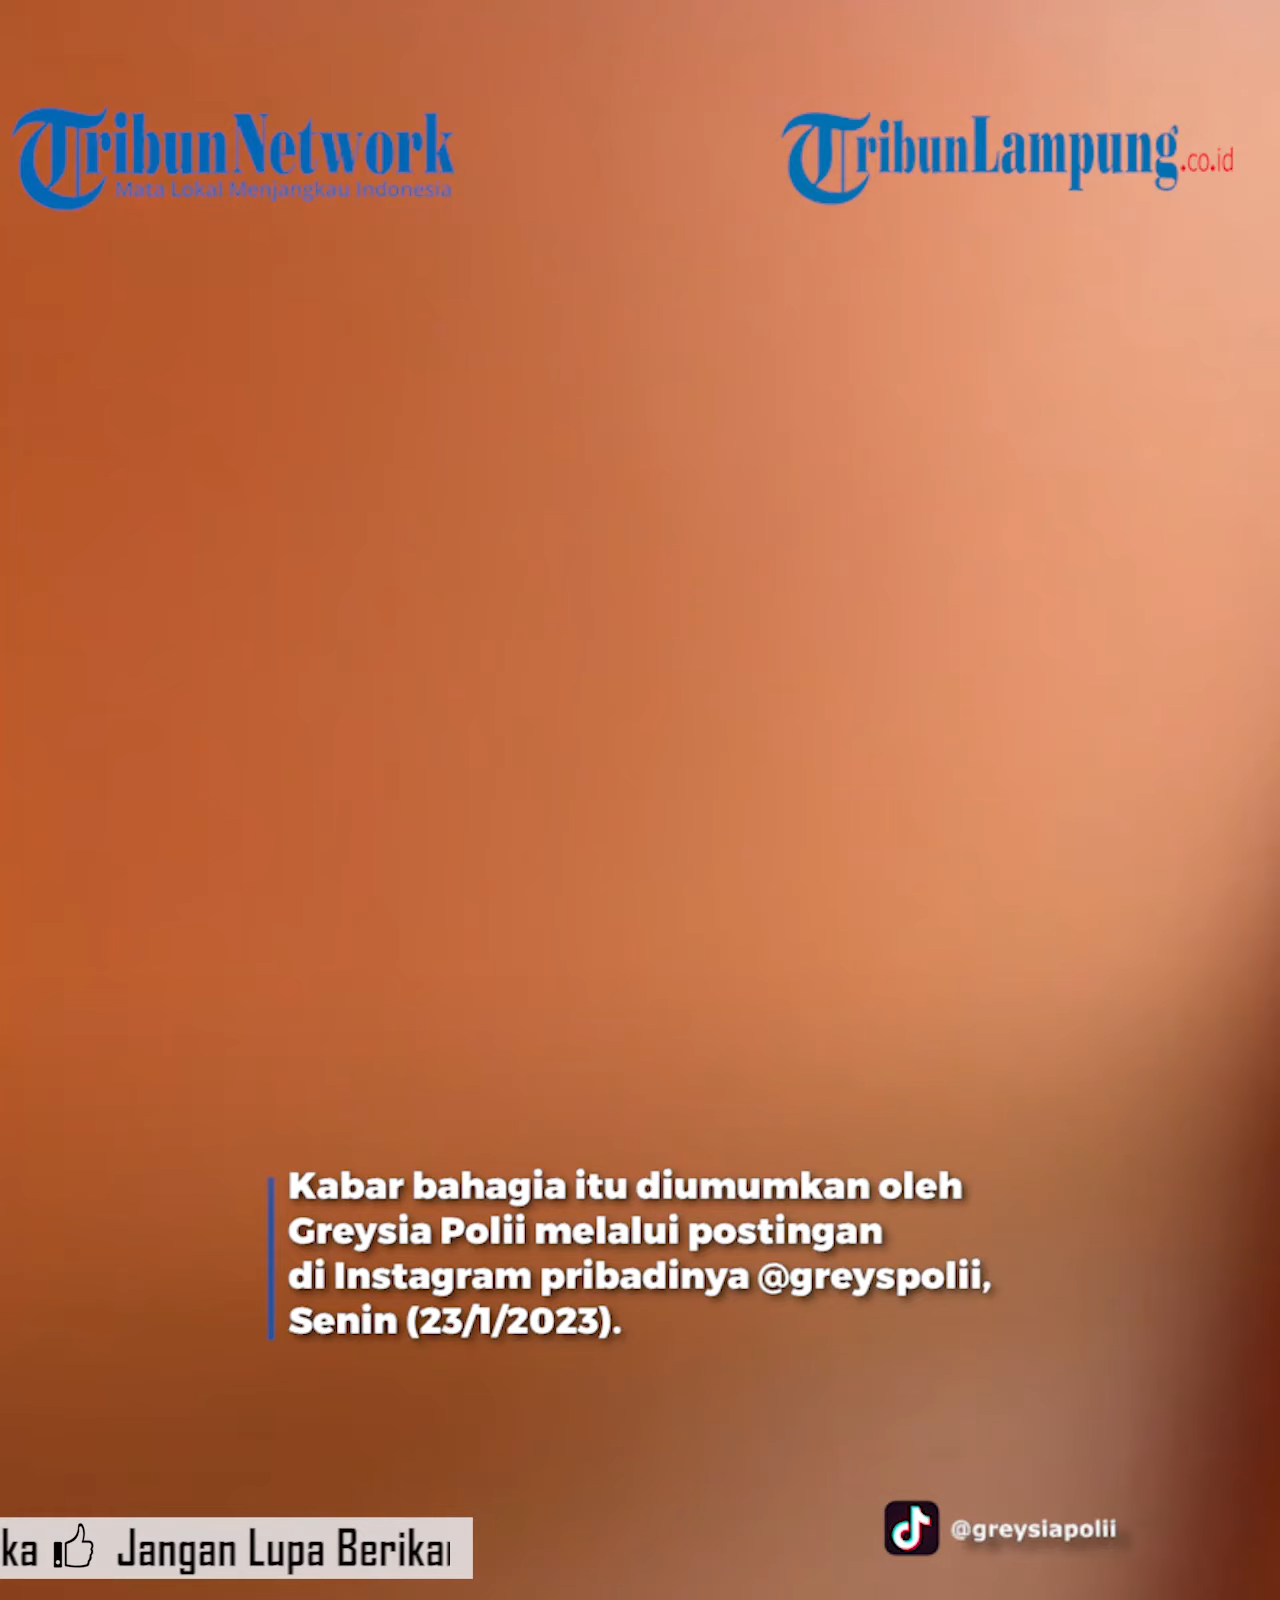 TribunNetwork
Mata Lokal Menjangkau Indonesia
TribunLampung.co.id
Kabar bahagia itu diumumkan oleh
Greysia Polii melalui postingan
di Instagram pribadinya @greyspolii,
Senin (23/1/2023).
ka Jangan Lupa Berikan
@greysiapolii